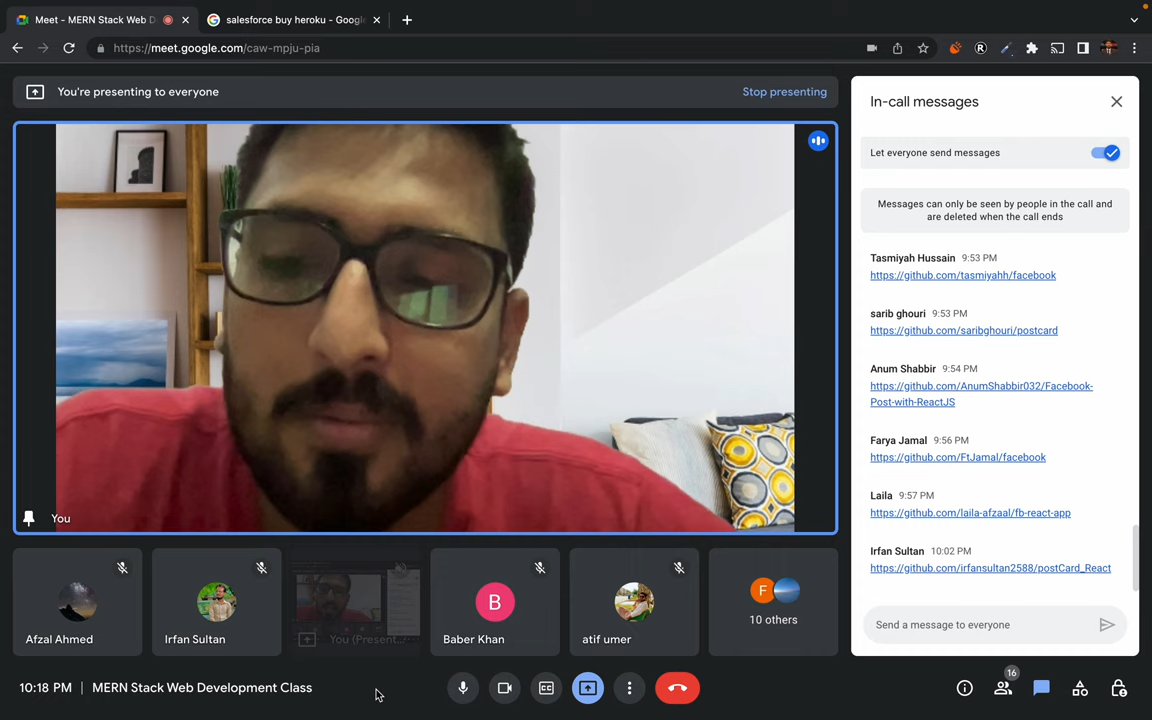 Meet - MERN Stack Web D
salesforce buy heroku - Google
https://meet.google.com/caw-mpju-pia
You're presenting to everyone
Stop presenting
In-call messages
Let everyone send messages
Messages can only be seen by people in the call and
are deleted when the call ends
Tasmiyah Hussain 9:53 PM
https://github.com/tasmiyahh/facebook
sarib ghouri 9:53 PM
https://github.com/saribghouri/postcard
Anum Shabbir 9:54 PM
https://github.com/AnumShabbir032/Facebook-
Post-with-ReactJS
Farya Jamal 9:56 PM
https://github.com/FtJamal/facebook
Laila 9:57 PM
https://github.com/laila-afzaal/fb-react-app
Irfan Sultan 10:02 PM
https://github.com/irfansultan2588/postCard_React
Send a message to everyone
You
Afzal Ahmed
Irfan Sultan
You (Present...
B
Baber Khan
atif umer
F
10 others
10:18 PM | MERN Stack Web Development Class
16